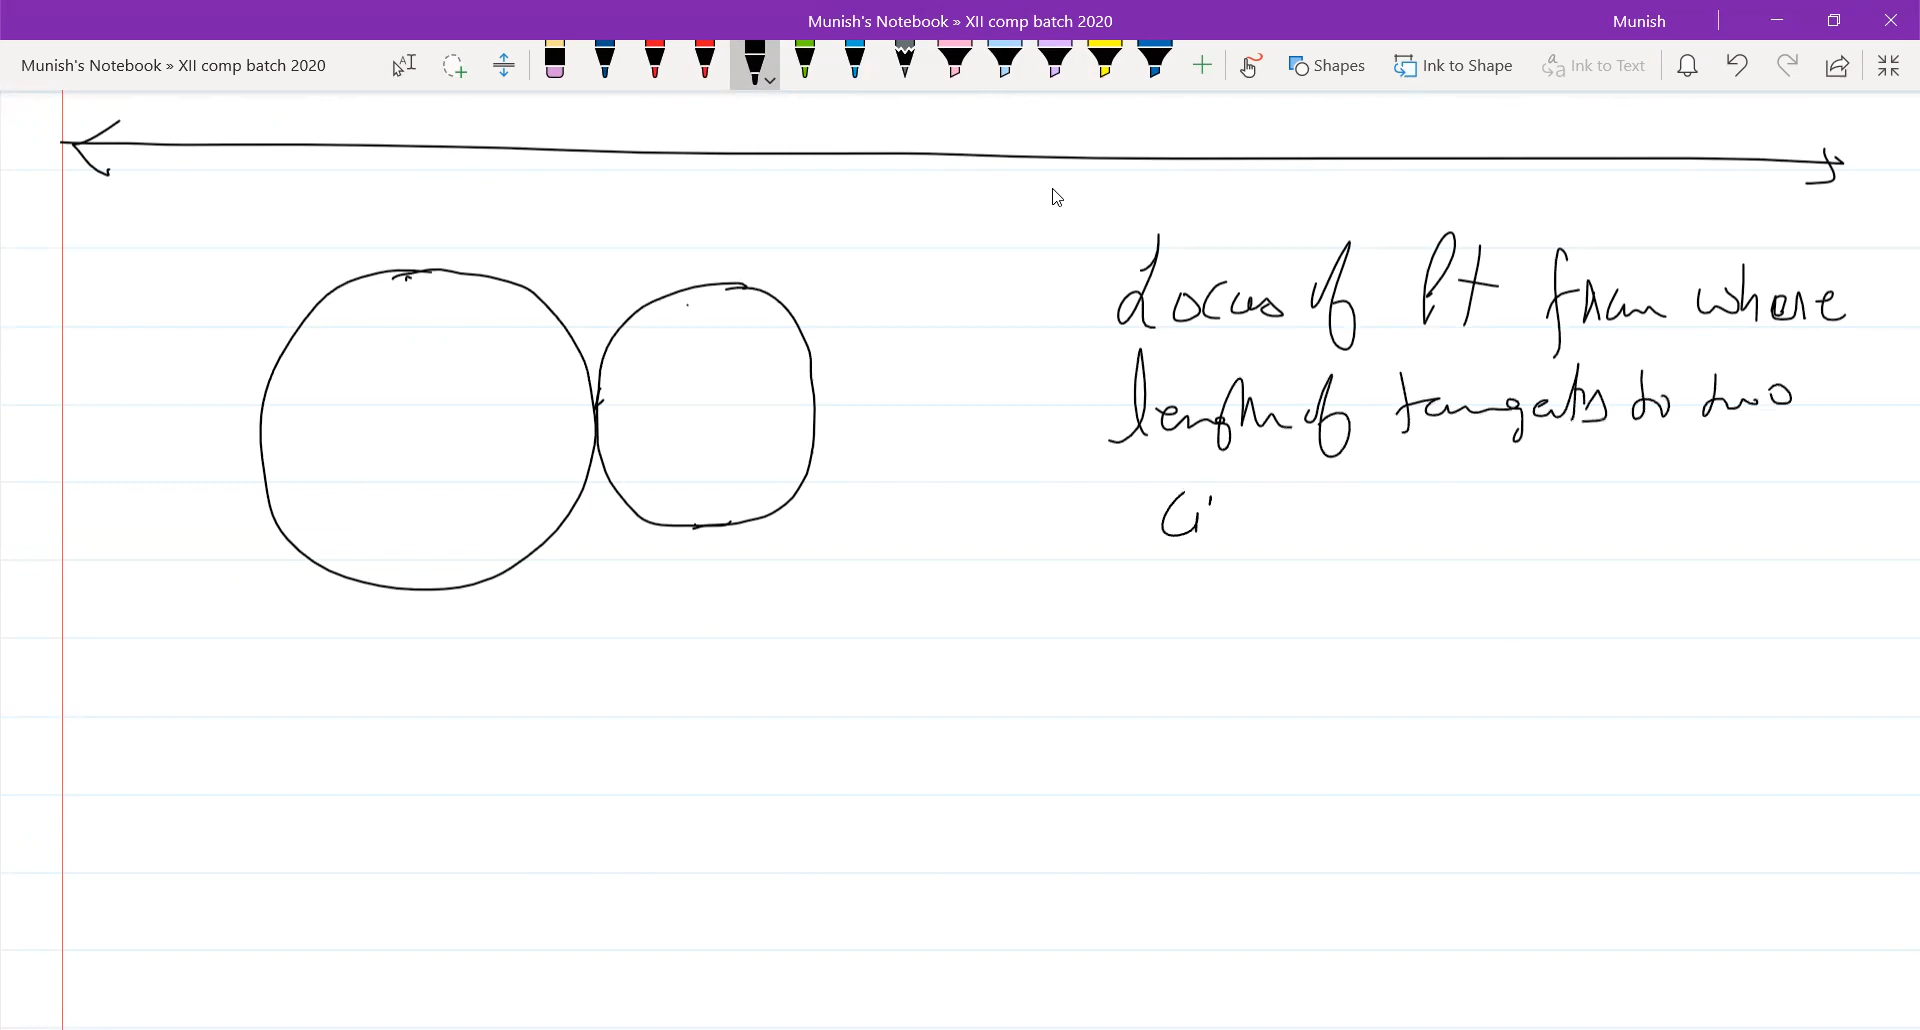 Munish's Notebook » XII comp batch 2020
Munish
Munish's Notebook » XII comp batch 2020
Shapes
Ink to Shape
Ink to Text
Locus of Pt from where
length of tangents to two
Ci